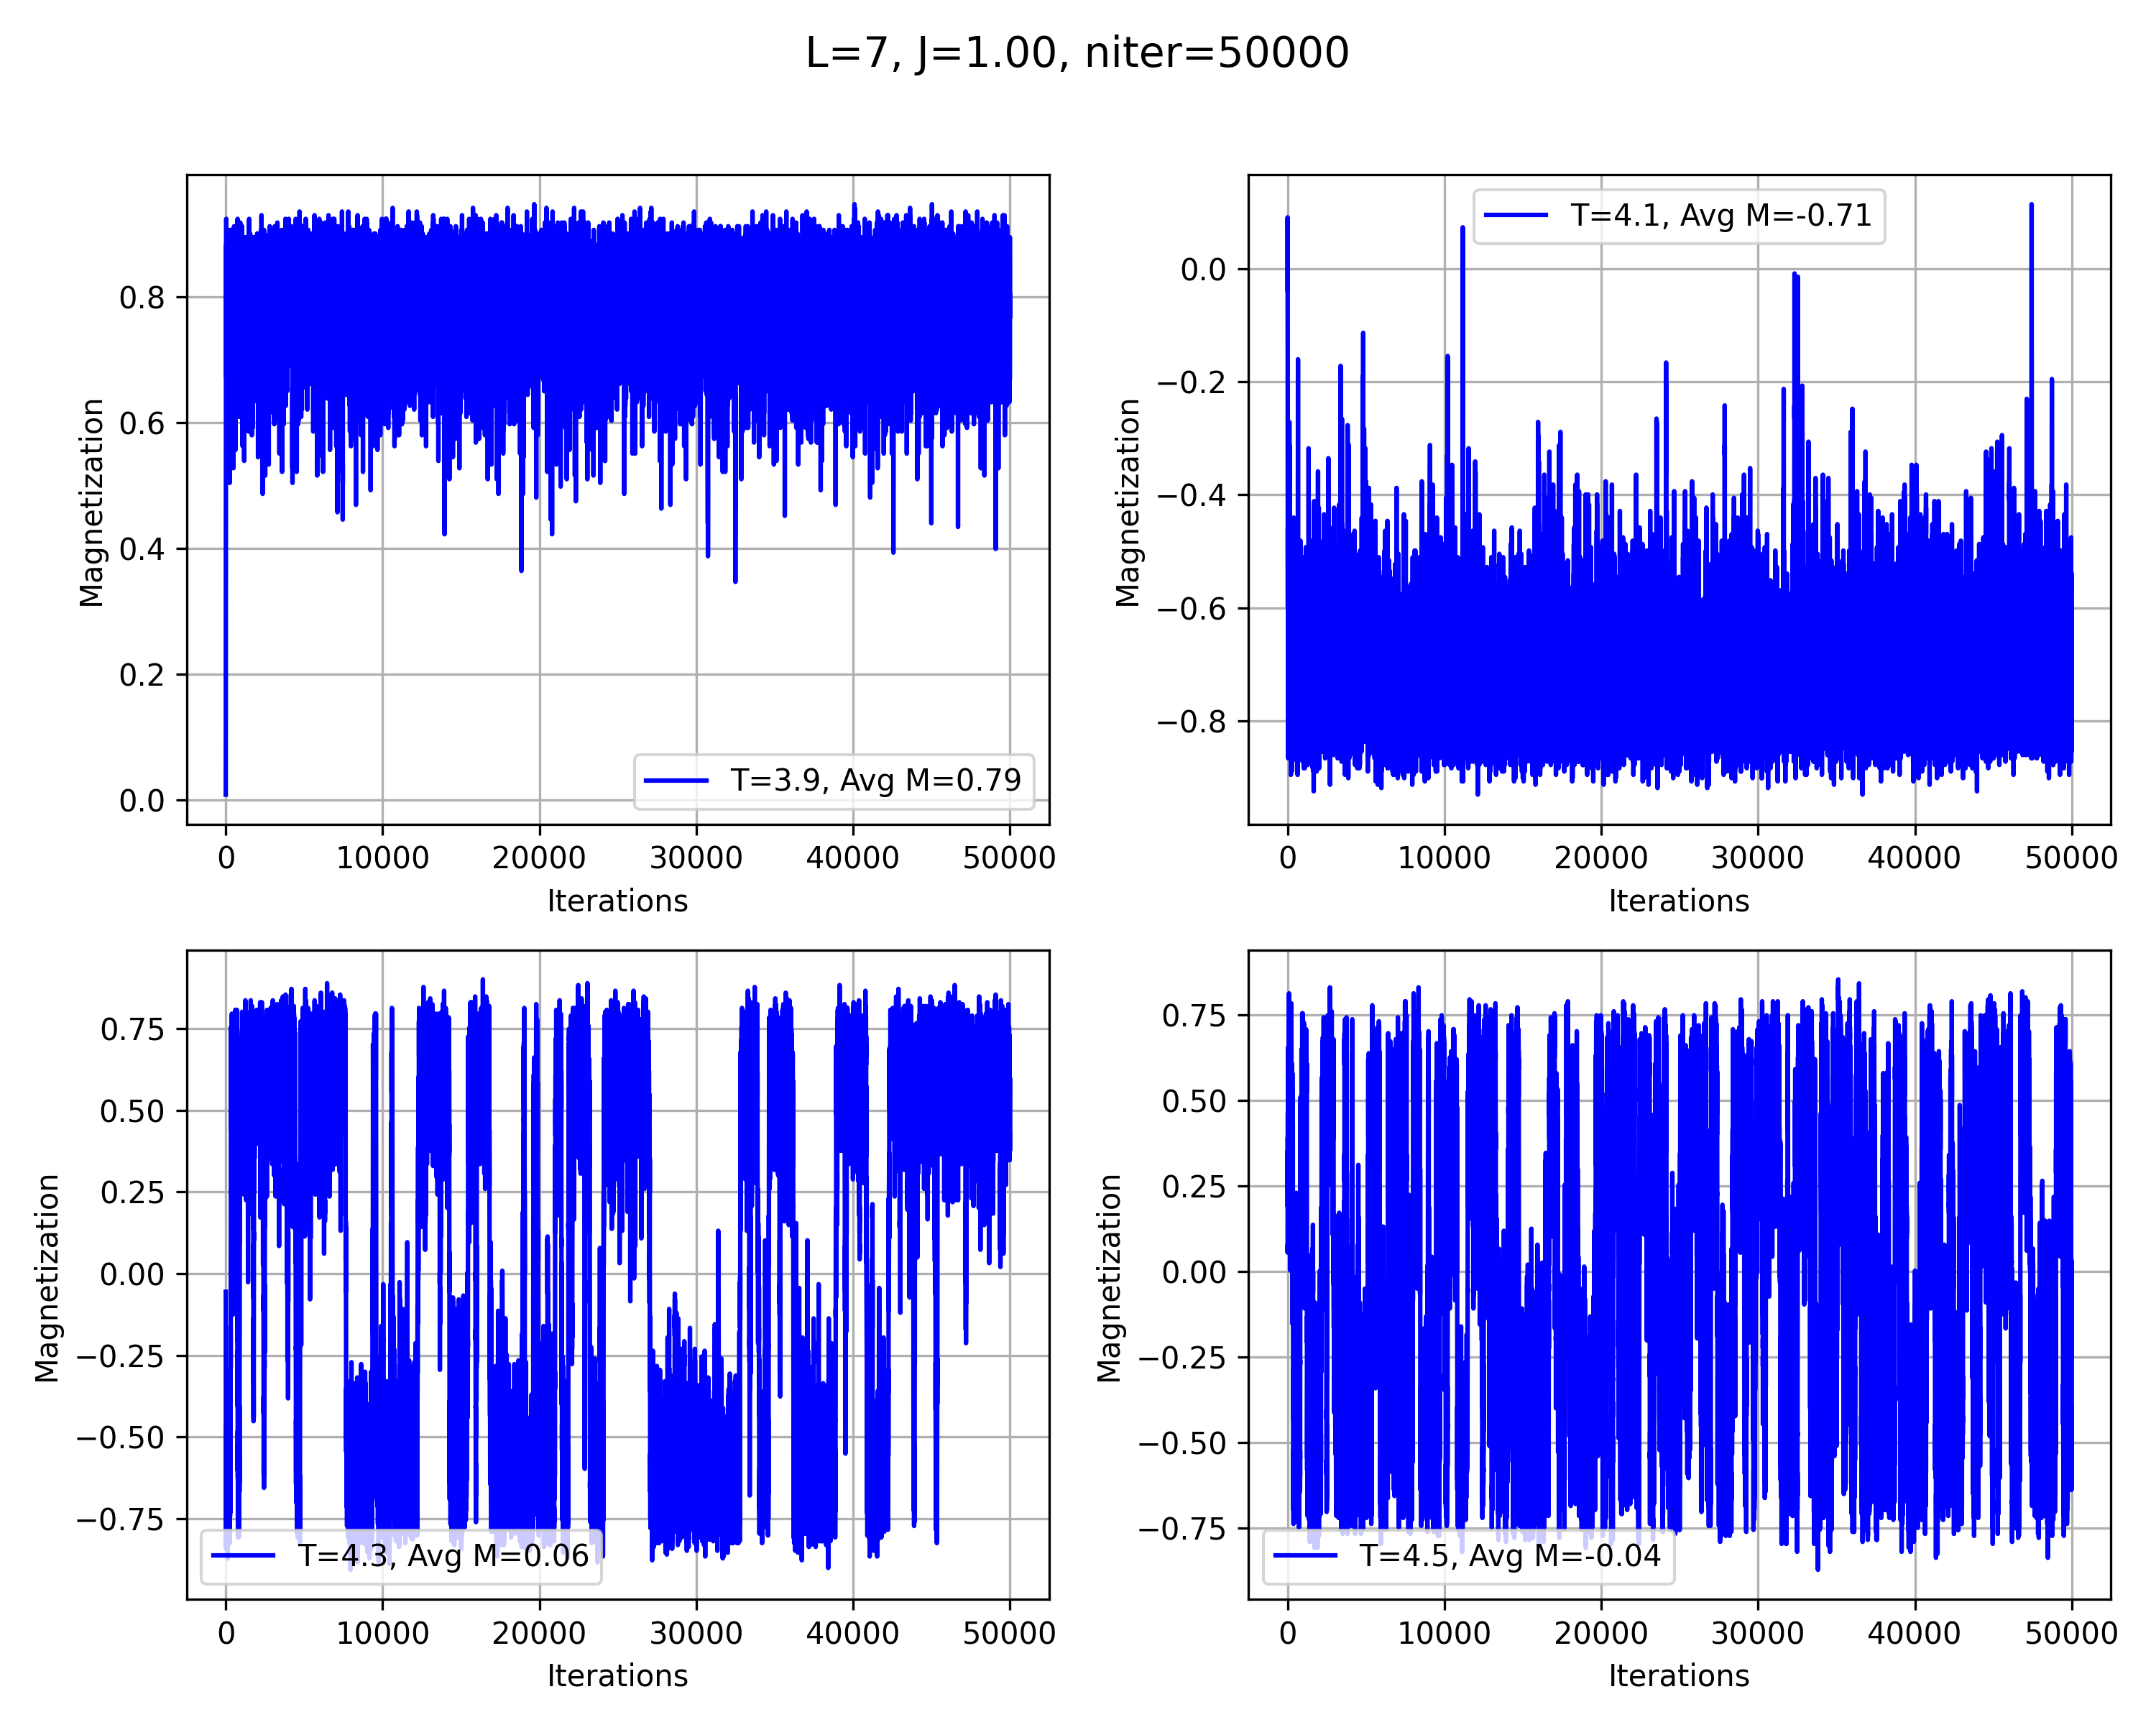 L=7, J=1.00, niter=50000
Magnetization
0.8
0.6
0.4
0.2
0.0
T=3.9, Avg M=0.79
0 10000 20000 30000 40000 50000
Iterations
Magnetization
0.0
−0.2
−0.4
−0.6
−0.8
T=4.1, Avg M=-0.71
0 10000 20000 30000 40000 50000
Iterations
Magnetization
0.75
0.50
0.25
0.00
−0.25
−0.50
−0.75
T=4.3, Avg M=0.06
0 10000 20000 30000 40000 50000
Iterations
Magnetization
0.75
0.50
0.25
0.00
−0.25
−0.50
−0.75
T=4.5, Avg M=-0.04
0 10000 20000 30000 40000 50000
Iterations